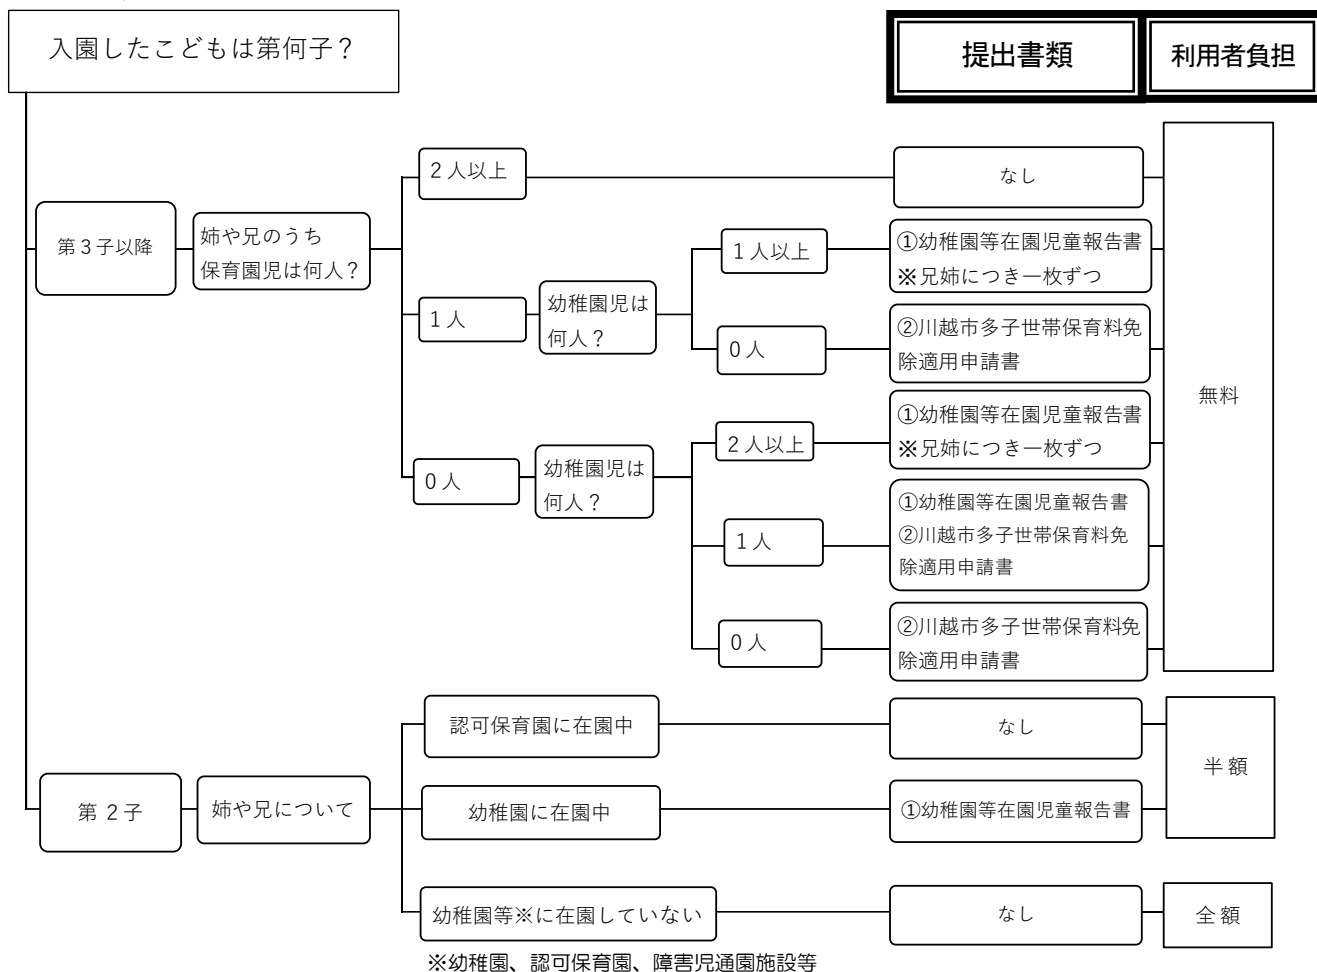 入園したこどもは第何子？
提出書類
利用者負担
第３子以降
姉や兄のうち
保育園児は何人？
２人以上
なし
１人
幼稚園児は
何人？
１人以上
①幼稚園等在園児童報告書
※兄姉につき一枚ずつ
０人
②川越市多子世帯保育料免
除適用申請書
０人
幼稚園児は
何人？
２人以上
①幼稚園等在園児童報告書
※兄姉につき一枚ずつ
１人
①幼稚園等在園児童報告書
②川越市多子世帯保育料免
除適用申請書
０人
②川越市多子世帯保育料免
除適用申請書
無料
第 ２子
姉や兄について
認可保育園に在園中
なし
幼稚園に在園中
①幼稚園等在園児童報告書
半額
幼稚園等※に在園していない
なし
全額
※幼稚園、認可保育園、障害児通園施設等